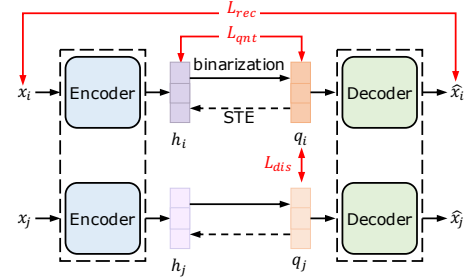 L_rec
L_qnt
binarization
x_i Encoder Decoder x̂_i
STE
h_i q_i
L_dis
x_j Encoder Decoder x̂_j
h_j q_j